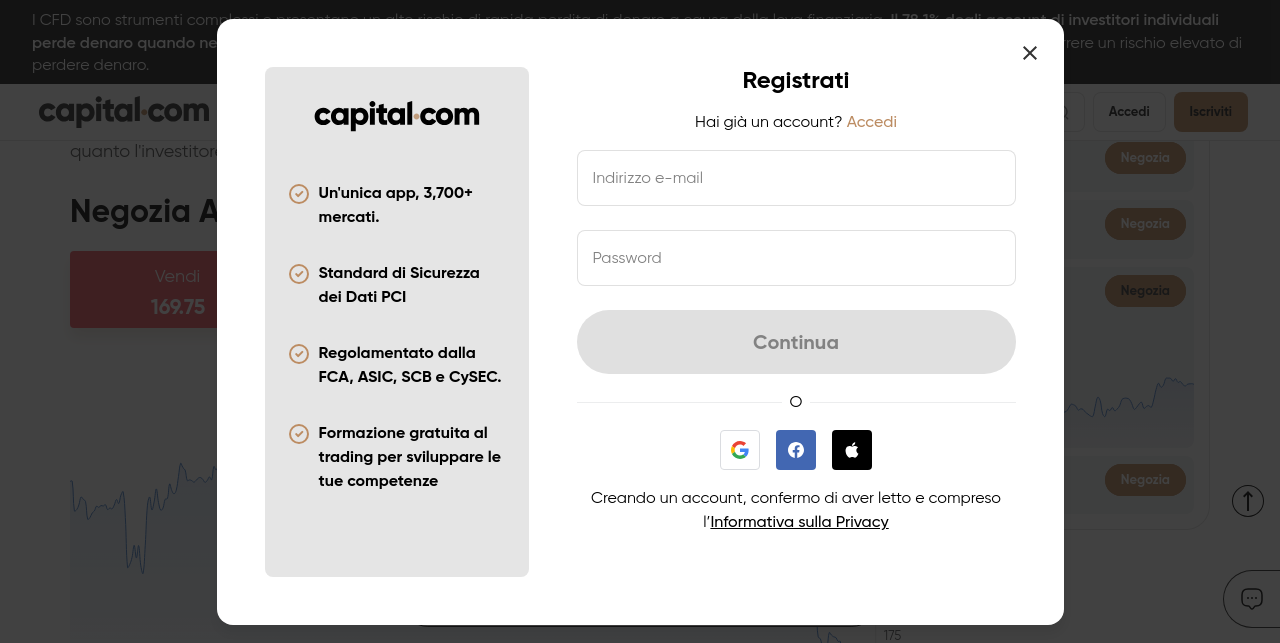 I CFD sono strumenti complessi e presentano un alto rischio di rapida perdita di denaro a causa della leva finanziaria. Il 78.1% degli account di investitori individuali
perde denaro quando ne
rere un rischio elevato di
perdere denaro.
capital.com
Accedi
Iscriviti
quanto l'investitore
Negozia A
Vendi
169.75
Negozia
Negozia
Negozia
Negozia
175
capital.com
Un'unica app, 3,700+
mercati.
Standard di Sicurezza
dei Dati PCI
Regolamentato dalla
FCA, ASIC, SCB e CySEC.
Formazione gratuita al
trading per sviluppare le
tue competenze
Registrati
Hai già un account? Accedi
Indirizzo e-mail
Password
Continua
O
Creando un account, confermo di aver letto e compreso
l’Informativa sulla Privacy